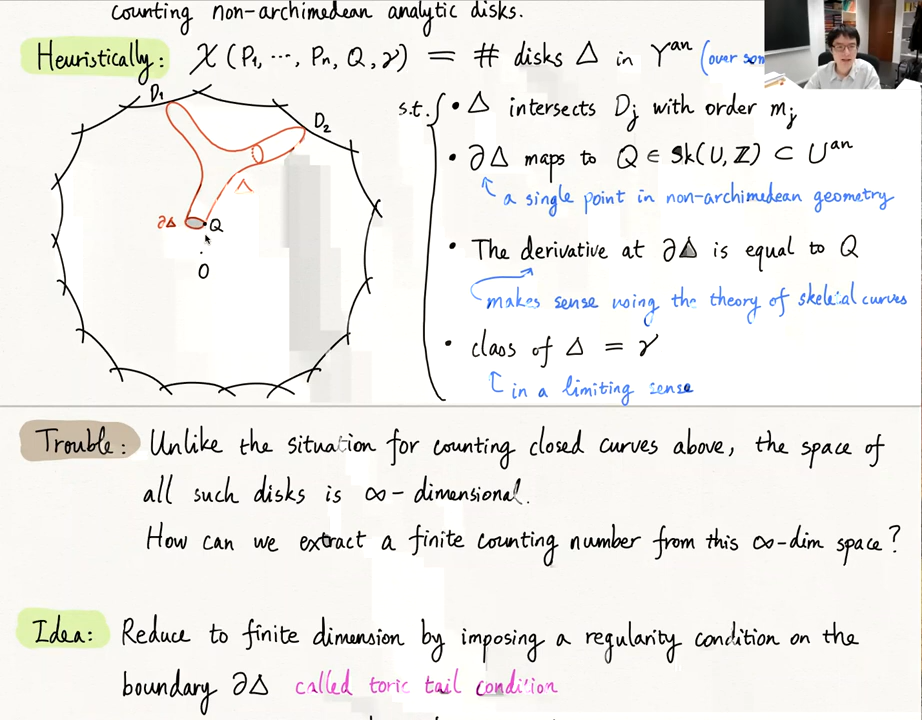 counting non-archimedean analytic disks.
Heuristically: χ(P1, ⋯, Pn, Q, γ) = # disks Δ in Y^an (over
D1
D2
∂Δ
Q
O
Δ
s.t. { • Δ intersects Dj with order mj
• ∂Δ maps to Q ∈ Sk(U, Z) ⊂ U^an
a single point in non-archimedean geometry
• The derivative at ∂Δ is equal to Q
makes sense using the theory of skeletal curves
• class of Δ = γ
in a limiting sense
Trouble: Unlike the situation for counting closed curves above, the space of
all such disks is ∞-dimensional.
How can we extract a finite counting number from this ∞-dim space?
Idea: Reduce to finite dimension by imposing a regularity condition on the
boundary ∂Δ called toric tail condition